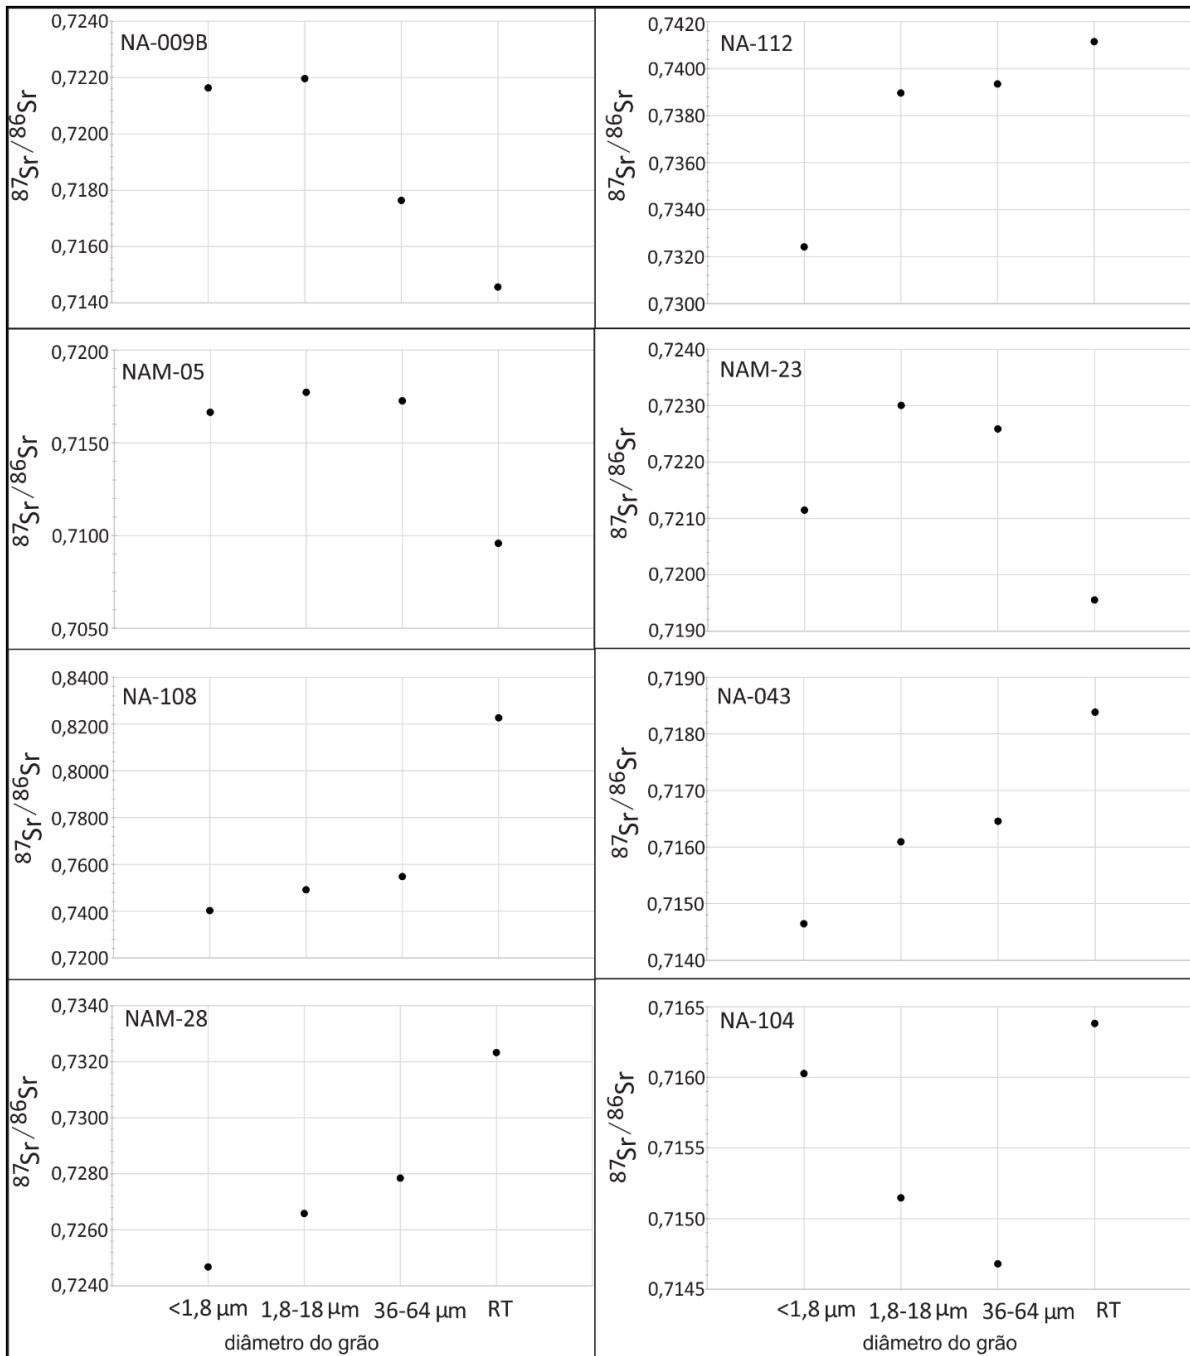 NA-009B
87Sr/86Sr
0,7240
0,7220
0,7200
0,7180
0,7160
0,7140
NA-112
87Sr/86Sr
0,7420
0,7400
0,7380
0,7360
0,7340
0,7320
0,7300
NAM-05
87Sr/86Sr
0,7200
0,7150
0,7100
0,7050
NAM-23
87Sr/86Sr
0,7240
0,7230
0,7220
0,7210
0,7200
0,7190
NA-108
87Sr/86Sr
0,8400
0,8200
0,8000
0,7800
0,7600
0,7400
0,7200
NA-043
87Sr/86Sr
0,7190
0,7180
0,7170
0,7160
0,7150
0,7140
NAM-28
87Sr/86Sr
0,7340
0,7320
0,7300
0,7280
0,7260
0,7240
<1,8 µm 1,8-18 µm 36-64 µm RT
diâmetro do grão
NA-104
87Sr/86Sr
0,7165
0,7160
0,7155
0,7150
0,7145
<1,8 µm 1,8-18 µm 36-64 µm RT
diâmetro do grão